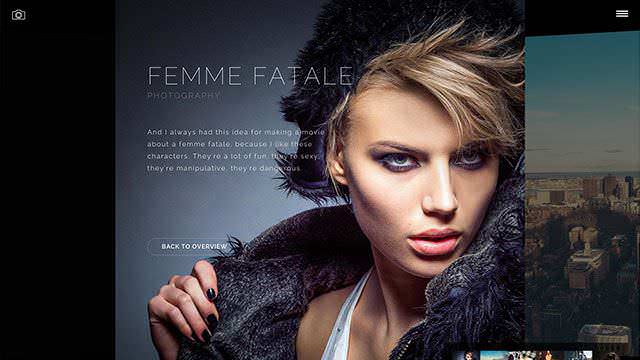 FEMME FATALE
PHOTOGRAPHY
And I always had this idea for making a movie
about a femme fatale, because I like these
characters. They're a lot of fun, they're sexy,
they're manipulative, they're dangerous.
BACK TO OVERVIEW